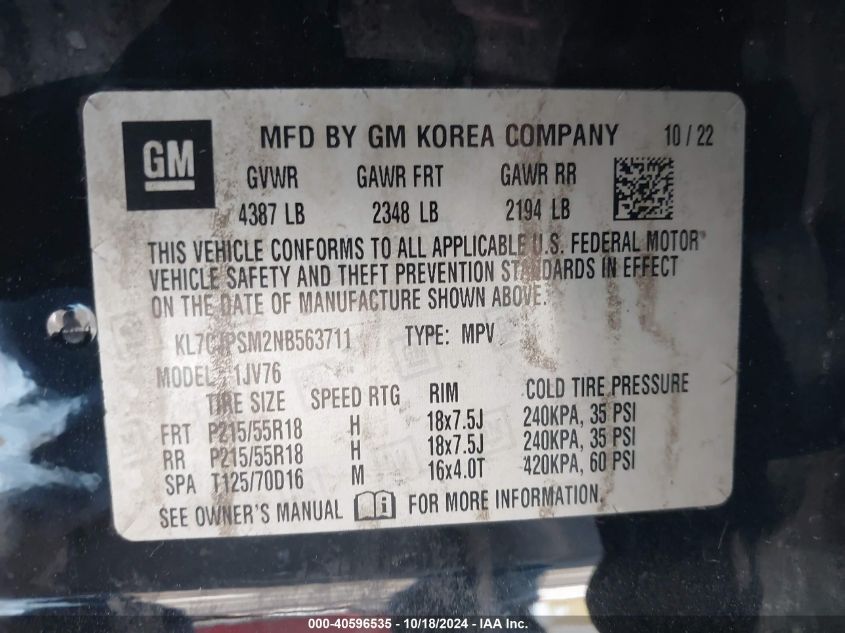 GM
MFD BY GM KOREA COMPANY 10 / 22
GVWR GAWR FRT GAWR RR
4387 LB 2348 LB 2194 LB
THIS VEHICLE CONFORMS TO ALL APPLICABLE U.S. FEDERAL MOTOR
VEHICLE SAFETY AND THEFT PREVENTION STANDARDS IN EFFECT
ON THE DATE OF MANUFACTURE SHOWN ABOVE.
KL7CJPSM2NB563711 TYPE: MPV
MODEL: 1JV76
TIRE SIZE SPEED RTG RIM COLD TIRE PRESSURE
FRT P215/55R18 H 18x7.5J 240KPA, 35 PSI
RR P215/55R18 H 18x7.5J 240KPA, 35 PSI
SPA T125/70D16 M 16x4.0T 420KPA, 60 PSI
SEE OWNER'S MANUAL FOR MORE INFORMATION.
000-40596535 - 10/18/2024 - IAA Inc.